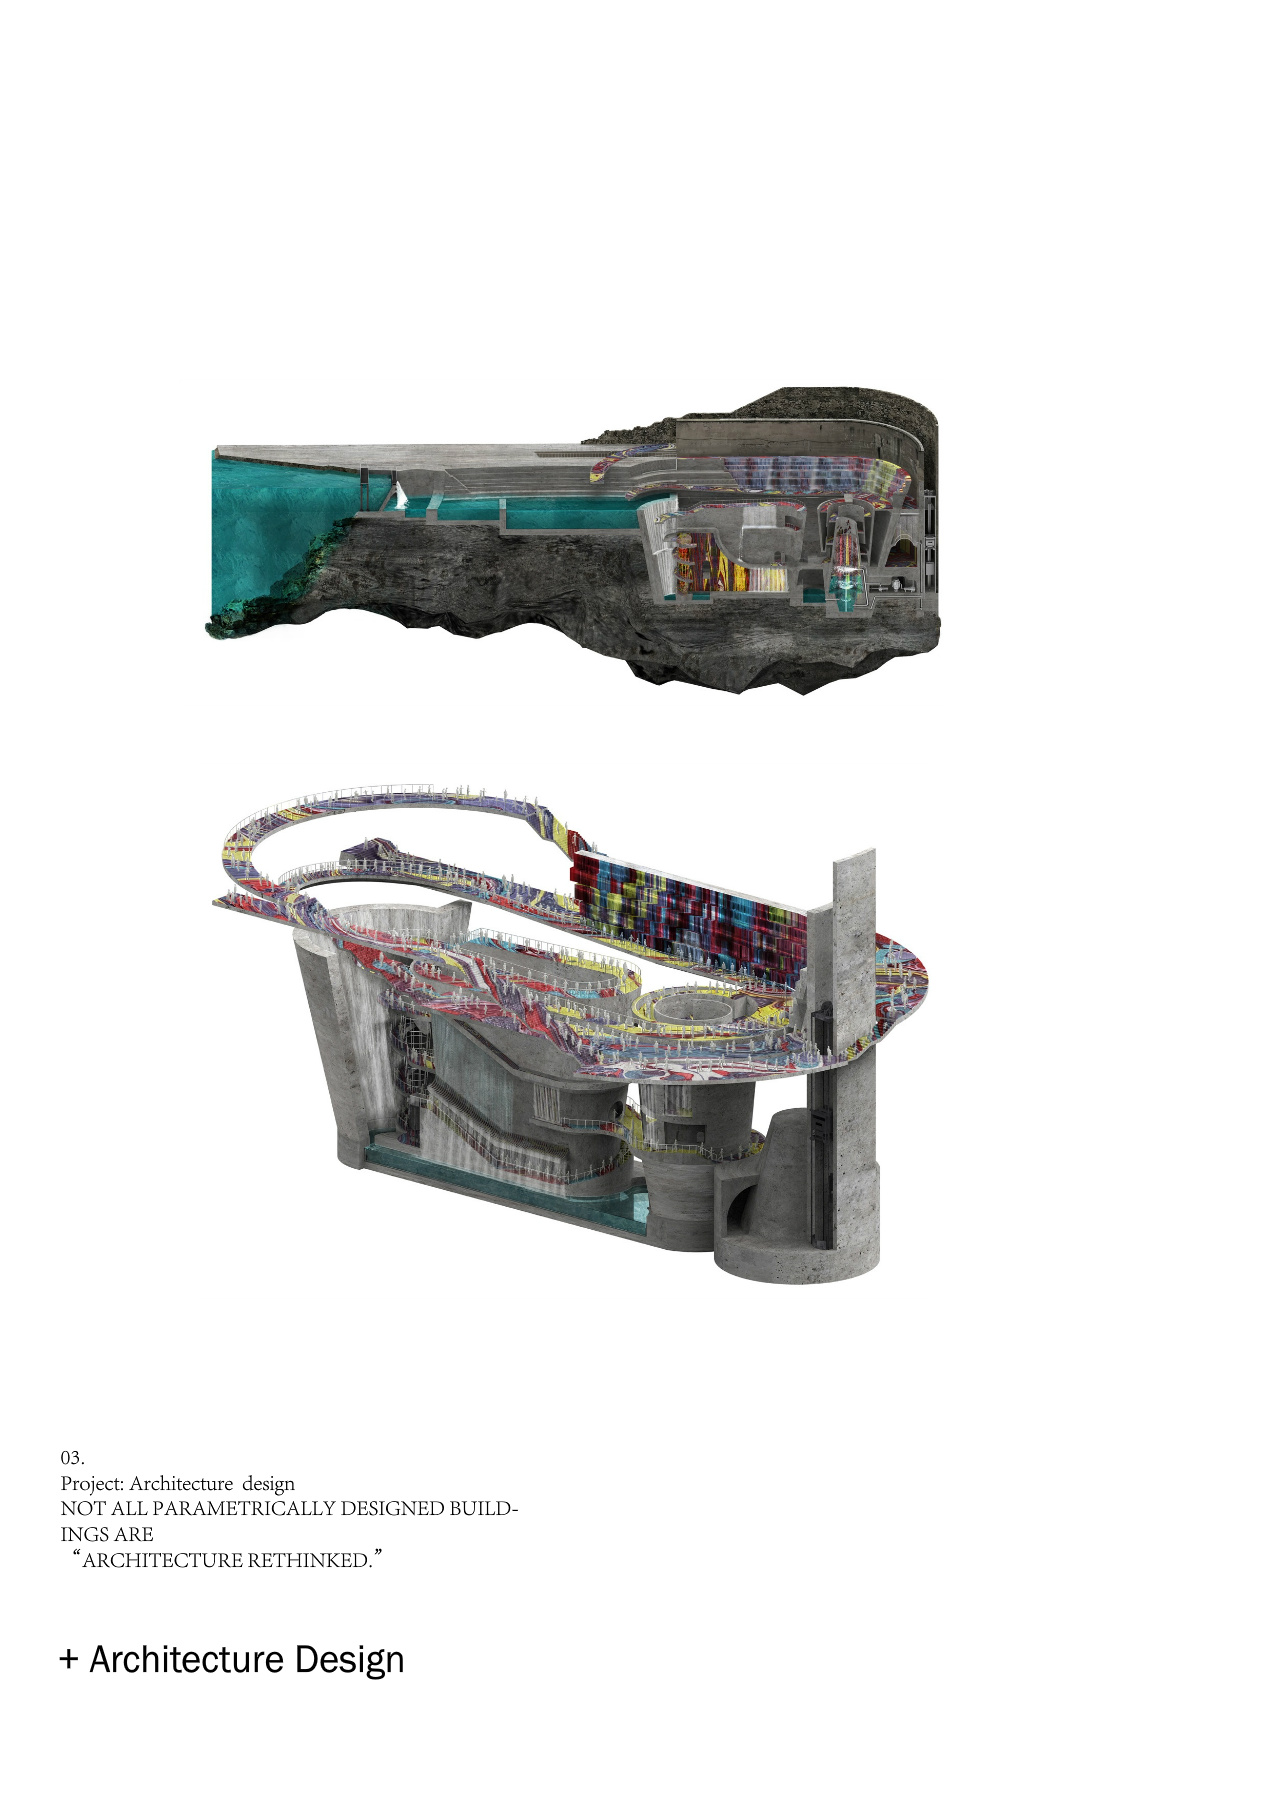 03.
Project: Architecture  design
NOT ALL PARAMETRICALLY DESIGNED BUILD-
INGS ARE
“ARCHITECTURE RETHINKED.”
+ Architecture Design